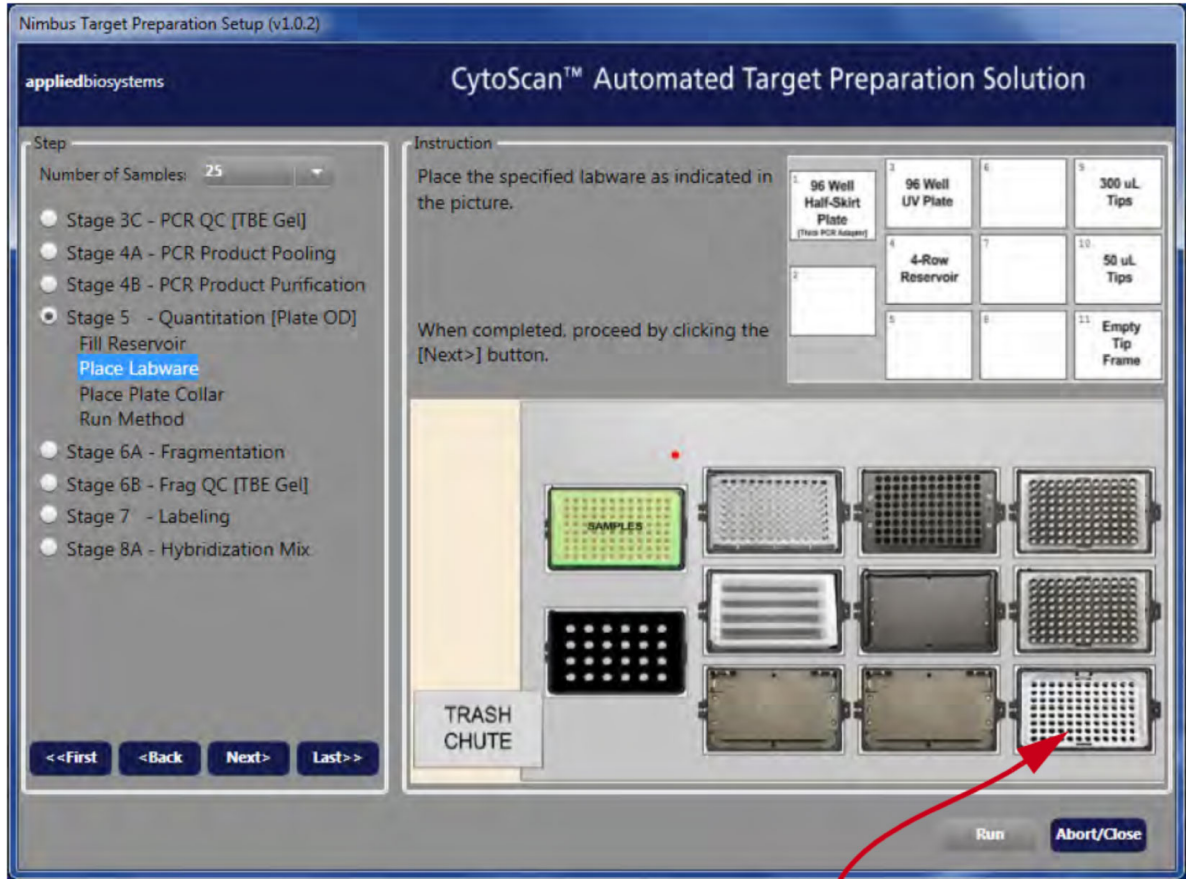 Nimbus Target Preparation Setup (v1.0.2)
appliedbiosystems
CytoScan™ Automated Target Preparation Solution
Step
Number of Samples: 25
Stage 3C - PCR QC [TBE Gel]
Stage 4A - PCR Product Pooling
Stage 4B - PCR Product Purification
Stage 5 - Quantitation [Plate OD]
Fill Reservoir
Place Labware
Place Plate Collar
Run Method
Stage 6A - Fragmentation
Stage 6B - Frag QC [TBE Gel]
Stage 7 - Labeling
Stage 8A - Hybridization Mix
<<First <Back Next> Last>>
Instruction
Place the specified labware as indicated in
the picture.
When completed, proceed by clicking the
[Next>] button.
1
96 Well
Half-Skirt
Plate
[Thick PCR Adapter]
2
3
96 Well
UV Plate
4
4-Row
Reservoir
5
6
7
8
9
300 uL
Tips
10
50 uL
Tips
11
Empty
Tip
Frame
SAMPLES
TRASH
CHUTE
Run Abort/Close